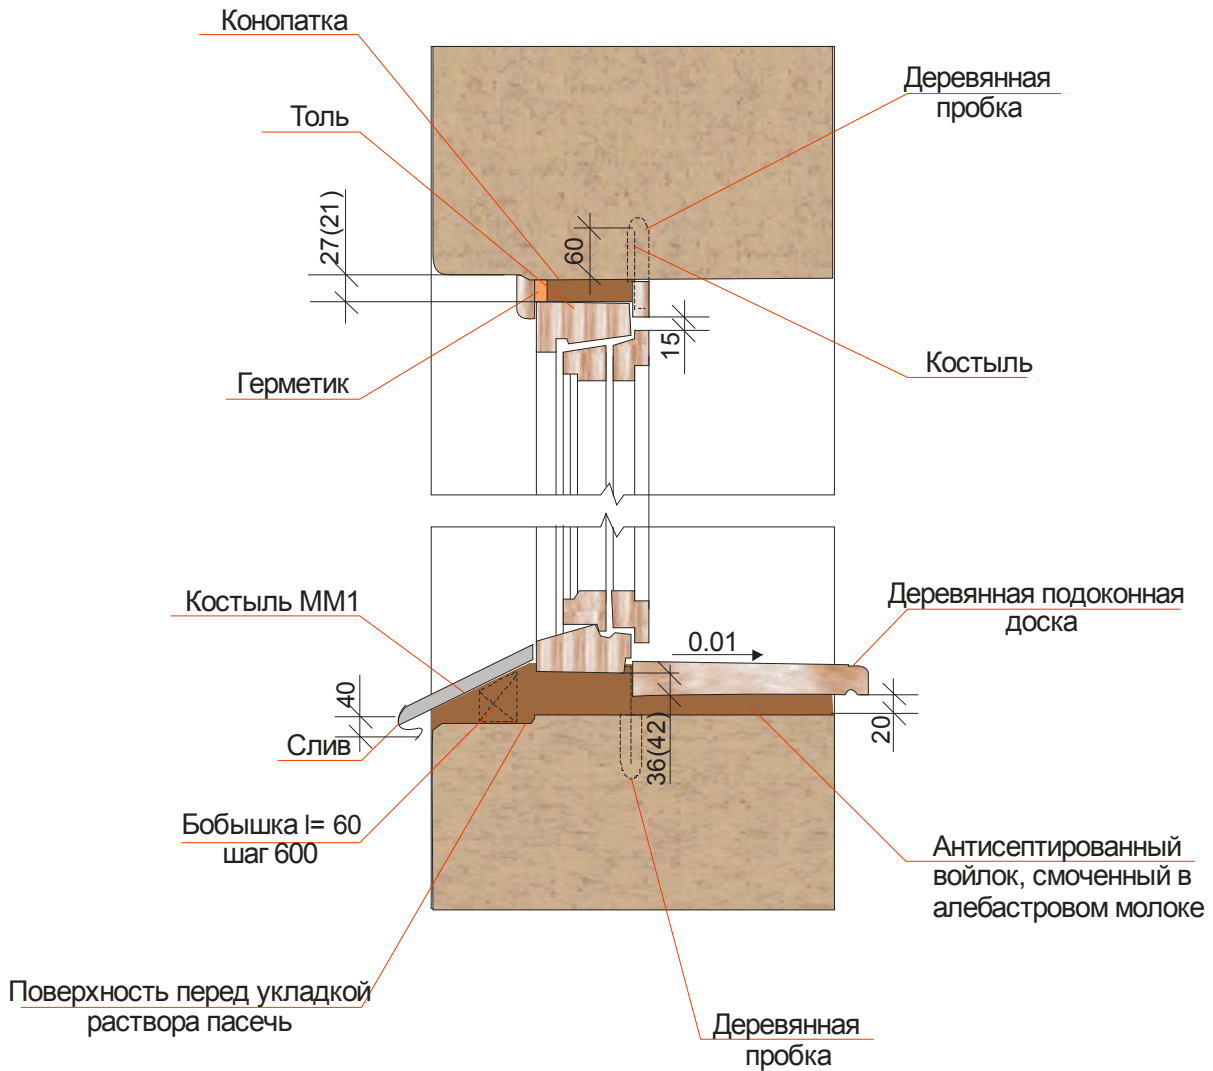 Конопатка
Деревянная
пробка
Толь
27(21)
60
15
Костыль
Герметик
Костыль ММ1
Деревянная подоконная
доска
0.01
40
Слив
36(42)
20
Бобышка l= 60
шаг 600
Антисептированный
войлок, смоченный в
алебастровом молоке
Поверхность перед укладкой
раствора пасечь
Деревянная
пробка